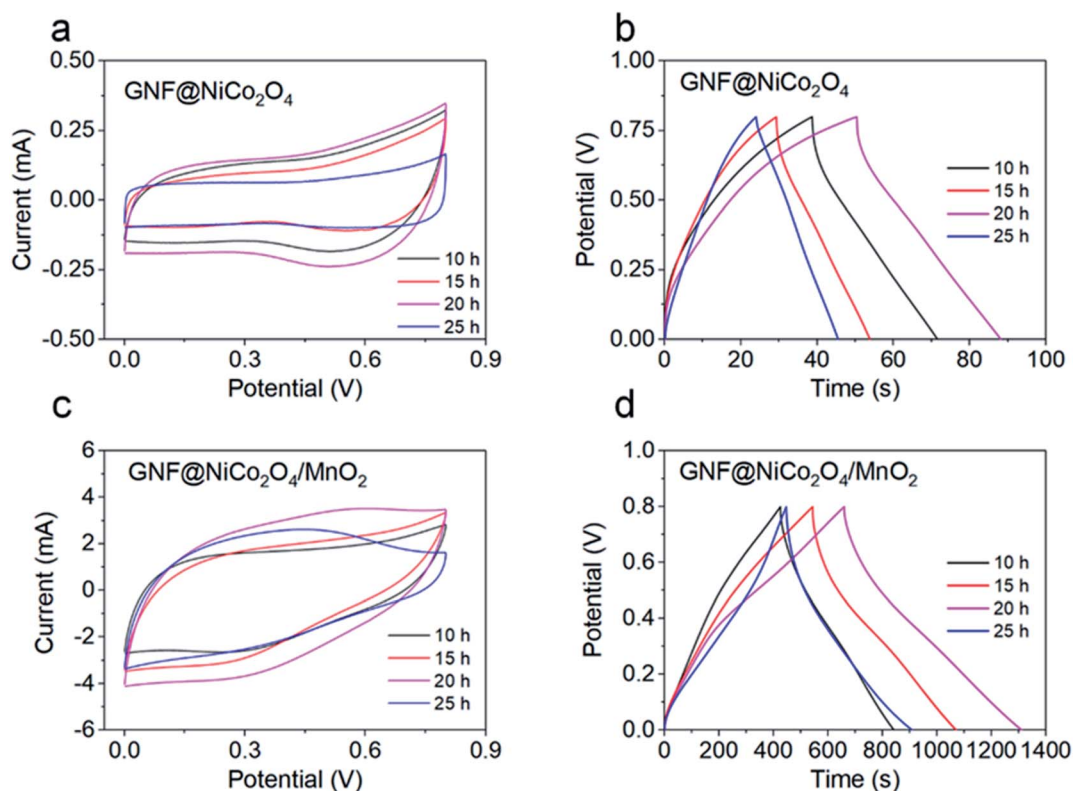 a
GNF@NiCo₂O₄
Current (mA)
0.50
0.25
0.00
-0.25
-0.50
10 h
15 h
20 h
25 h
0.0
0.3
0.6
0.9
Potential (V)
b
GNF@NiCo₂O₄
Potential (V)
1.00
0.75
0.50
0.25
0.00
10 h
15 h
20 h
25 h
0
20
40
60
80
100
Time (s)
c
GNF@NiCo₂O₄/MnO₂
Current (mA)
6
4
2
0
-2
-4
-6
10 h
15 h
20 h
25 h
0.0
0.3
0.6
0.9
Potential (V)
d
GNF@NiCo₂O₄/MnO₂
Potential (V)
1.0
0.8
0.6
0.4
0.2
0.0
10 h
15 h
20 h
25 h
0
200
400
600
800
1000
1200
1400
Time (s)